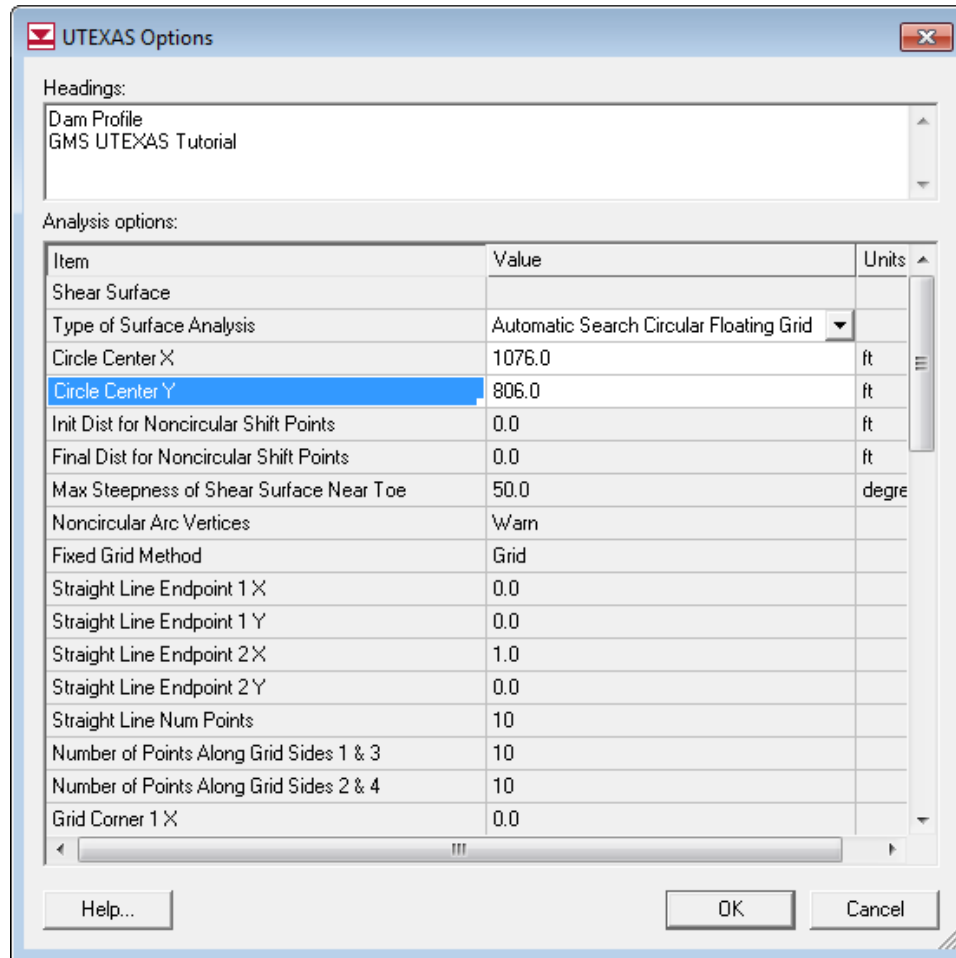 UTEXAS Options
Headings:
Dam Profile
GMS UTEXAS Tutorial
Analysis options:
Item Value Units
Shear Surface
Type of Surface Analysis Automatic Search Circular Floating Grid
Circle Center X 1076.0 ft
Circle Center Y 806.0 ft
Init Dist for Noncircular Shift Points 0.0 ft
Final Dist for Noncircular Shift Points 0.0 ft
Max Steepness of Shear Surface Near Toe 50.0 degre
Noncircular Arc Vertices Warn
Fixed Grid Method Grid
Straight Line Endpoint 1 X 0.0
Straight Line Endpoint 1 Y 0.0
Straight Line Endpoint 2 X 1.0
Straight Line Endpoint 2 Y 0.0
Straight Line Num Points 10
Number of Points Along Grid Sides 1 & 3 10
Number of Points Along Grid Sides 2 & 4 10
Grid Corner 1 X 0.0
Help... OK Cancel